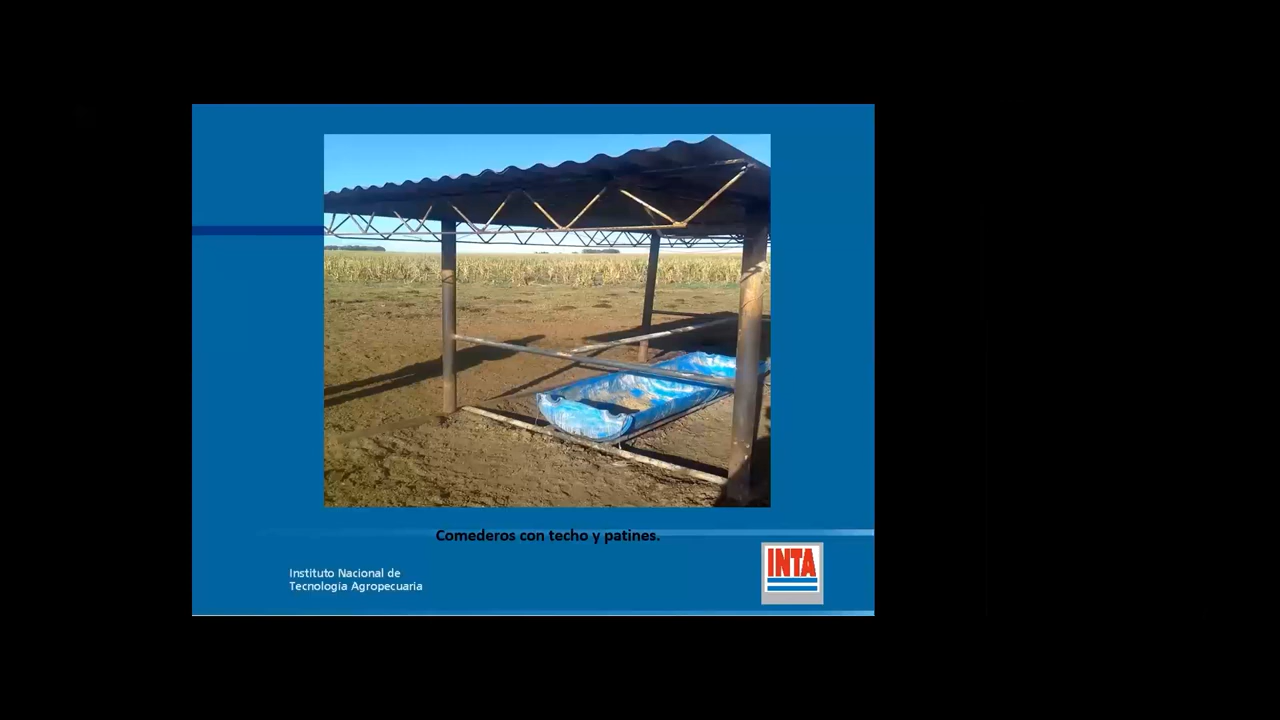 Comederos con techo y patines.
Instituto Nacional de
Tecnología Agropecuaria
INTA